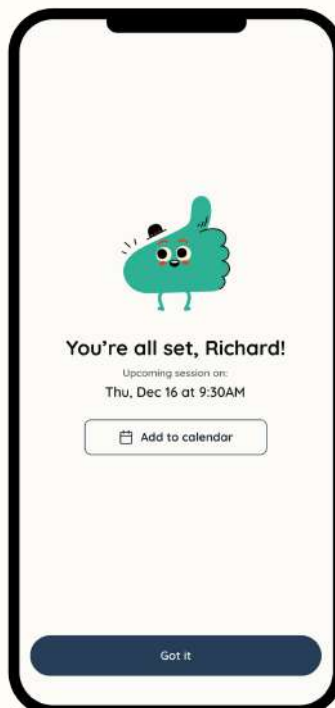 You're all set, Richard!
Upcoming session on:
Thu, Dec 16 at 9:30AM
Add to calendar
Got it